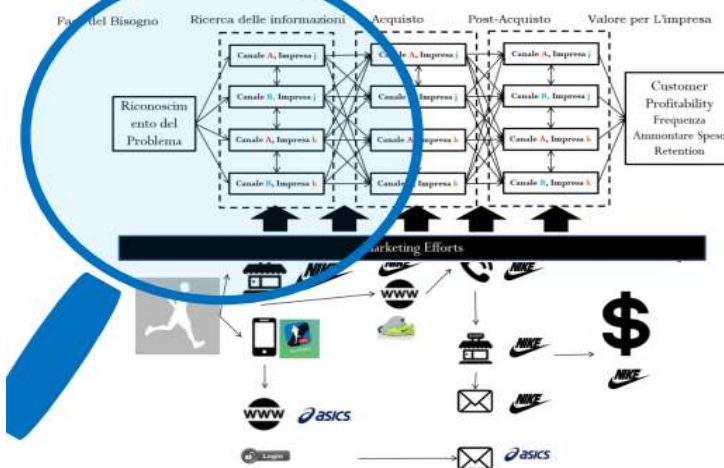 Fase del Bisogno
Ricerca delle informazioni
Acquisto
Post-Acquisto
Valore per L'impresa
Riconoscim
ento del
Problema
Canale A, Impresa j
Canale B, Impresa j
Canale A, Impresa k
Canale B, Impresa k
Canale A, Impresa j
Canale B, Impresa j
Canale A, Impresa k
Canale B, Impresa k
Canale A, Impresa j
Canale B, Impresa j
Canale A, Impresa k
Canale B, Impresa k
Customer
Profitability
Frequenza
Ammontare Speso
Retention
Marketing Efforts
NIKE
NIKE
NIKE
WWW
NIKE
$
NIKE
NIKE
WWW
asics
Login
asics